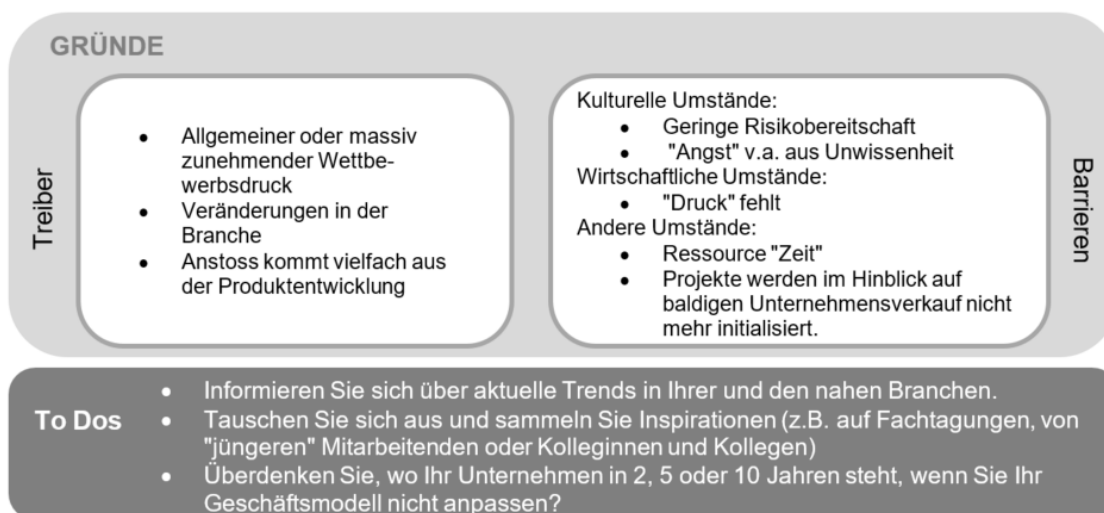 GRÜNDE
Treiber
Allgemeiner oder massiv
zunehmender Wettbe-
werbsdruck
Veränderungen in der
Branche
Anstoss kommt vielfach aus
der Produktentwicklung
Kulturelle Umstände:
Geringe Risikobereitschaft
"Angst" v.a. aus Unwissenheit
Wirtschaftliche Umstände:
"Druck" fehlt
Andere Umstände:
Ressource "Zeit"
Projekte werden im Hinblick auf
baldigen Unternehmensverkauf nicht
mehr initialisiert.
Barrieren
To Dos
Informieren Sie sich über aktuelle Trends in Ihrer und den nahen Branchen.
Tauschen Sie sich aus und sammeln Sie Inspirationen (z.B. auf Fachtagungen, von
"jüngeren" Mitarbeitenden oder Kolleginnen und Kollegen)
Überdenken Sie, wo Ihr Unternehmen in 2, 5 oder 10 Jahren steht, wenn Sie Ihr
Geschäftsmodell nicht anpassen?